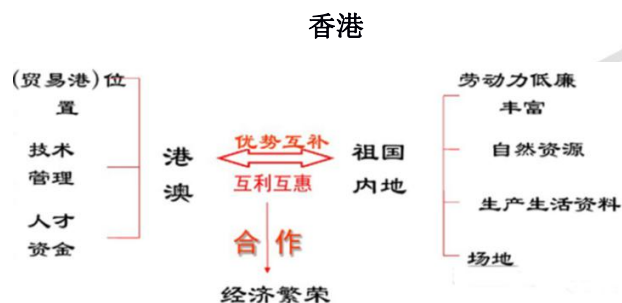 香港
(贸易港)位
置
技术
管理
人才
资金
港
澳
优势互补
互利互惠
合作
经济繁荣
祖国
内地
劳动力低廉
丰富
自然资源
生产生活资料
场地